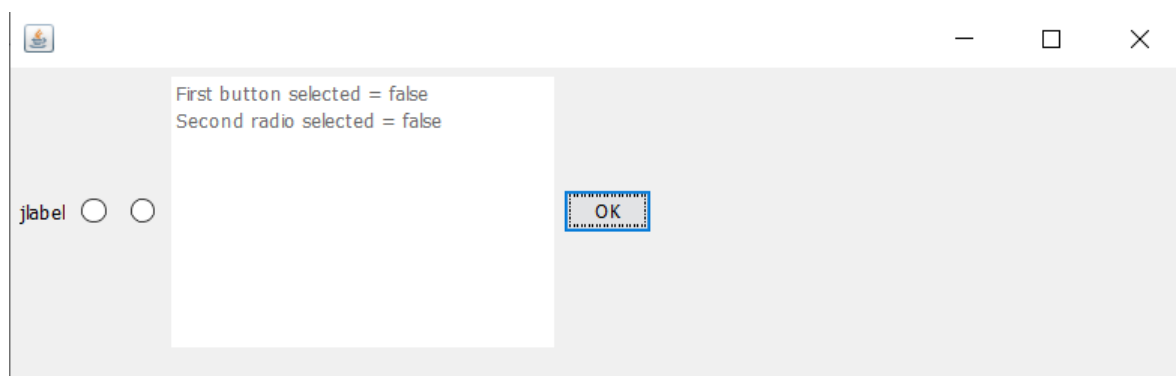 First button selected = false
Second radio selected = false
jlabel
OK